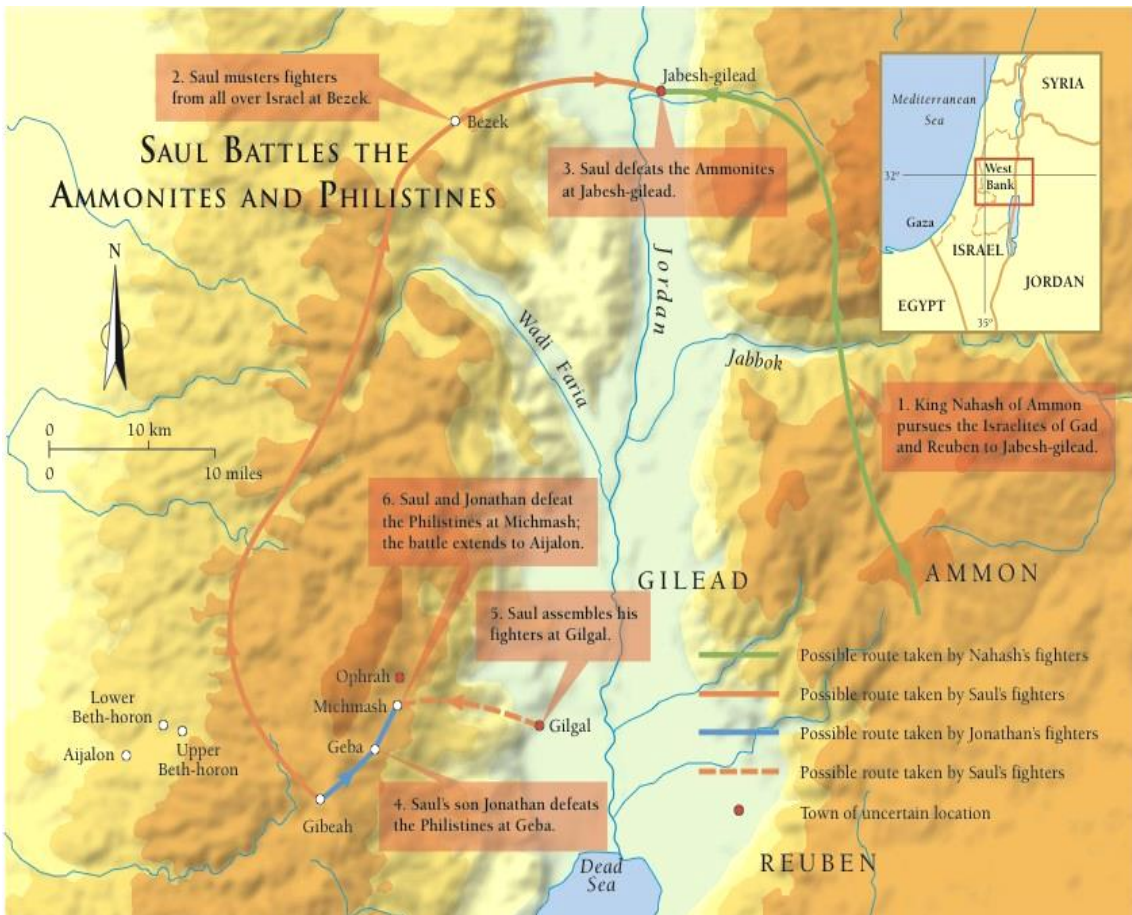 2. Saul musters fighters
from all over Israel at Bezek.
SAUL BATTLES THE
AMMONITES AND PHILISTINES
Jabesh-gilead
Bezek
3. Saul defeats the Ammonites
at Jabesh-gilead.
Mediterranean
Sea
SYRIA
32º
West
Bank
Gaza
ISRAEL
JORDAN
EGYPT
35º
N
Jordan
Wadi Faria
Jabbok
0 10 km
0 10 miles
1. King Nahash of Ammon
pursues the Israelites of Gad
and Reuben to Jabesh-gilead.
6. Saul and Jonathan defeat
the Philistines at Michmash;
the battle extends to Aijalon.
GILEAD
AMMON
5. Saul assembles his
fighters at Gilgal.
Ophrah
Michmash
Gilgal
Geba
Lower
Beth-horon
Aijalon
Upper
Beth-horon
Gibeah
4. Saul's son Jonathan defeats
the Philistines at Geba.
Possible route taken by Nahash's fighters
Possible route taken by Saul's fighters
Possible route taken by Jonathan's fighters
Possible route taken by Saul's fighters
Town of uncertain location
Dead
Sea
REUBEN